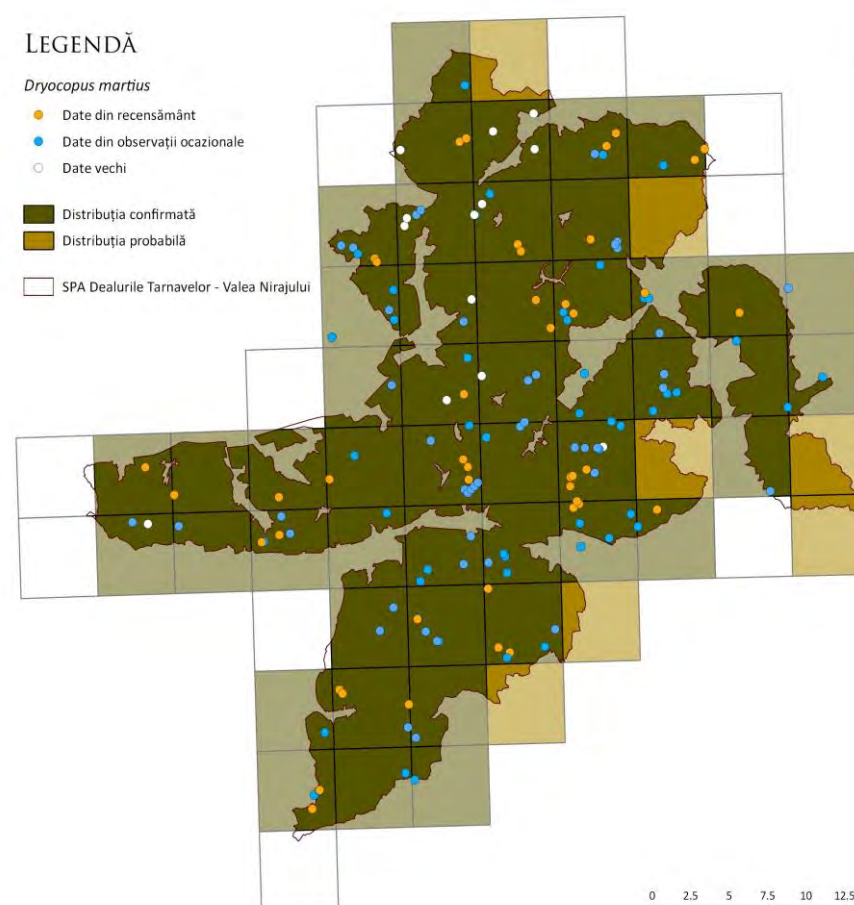 LEGENDĂ
Dryocopus martius
Date din recensământ
Date din observații ocazionale
Date vechi
Distribuția confirmată
Distribuția probabilă
SPA Dealurile Tarnavelor - Valea Nirajului
0 2.5 5 7.5 10 12.5